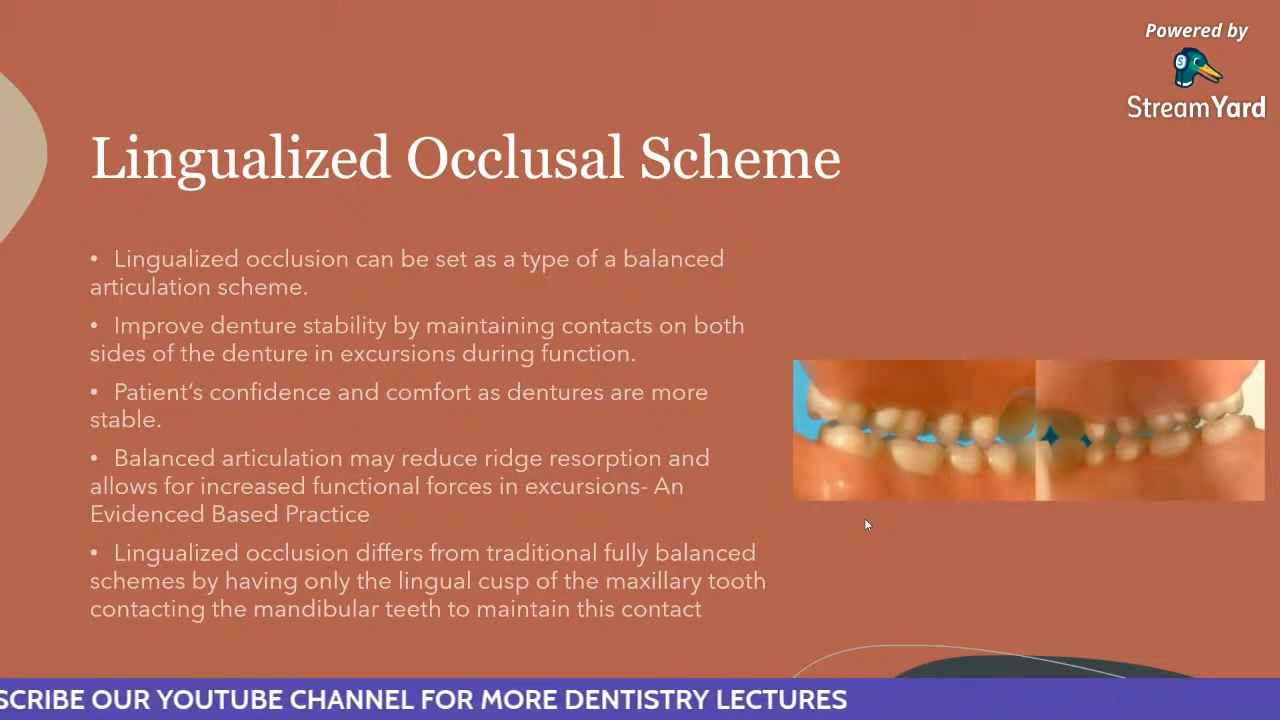 Powered by
StreamYard
Lingualized Occlusal Scheme
• Lingualized occlusion can be set as a type of a balanced
articulation scheme.
• Improve denture stability by maintaining contacts on both
sides of the denture in excursions during function.
• Patient’s confidence and comfort as dentures are more
stable.
• Balanced articulation may reduce ridge resorption and
allows for increased functional forces in excursions- An
Evidenced Based Practice
• Lingualized occlusion differs from traditional fully balanced
schemes by having only the lingual cusp of the maxillary tooth
contacting the mandibular teeth to maintain this contact
SCRIBE OUR YOUTUBE CHANNEL FOR MORE DENTISTRY LECTURES